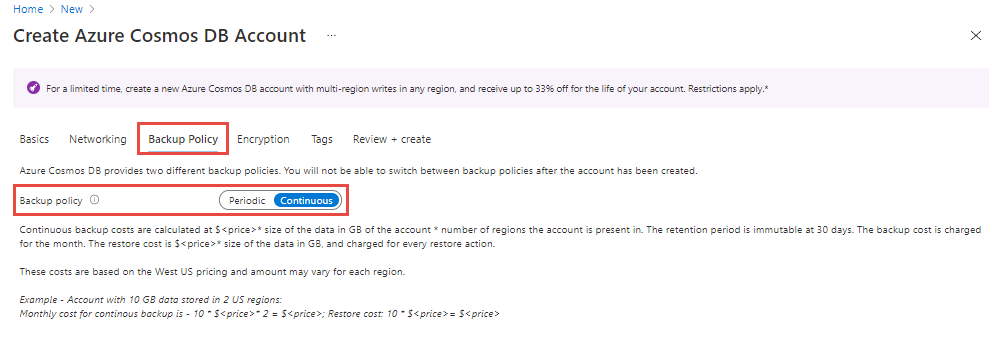 Home > New >
Create Azure Cosmos DB Account ...
For a limited time, create a new Azure Cosmos DB account with multi-region writes in any region, and receive up to 33% off for the life of your account. Restrictions apply.*
Basics Networking Backup Policy Encryption Tags Review + create
Azure Cosmos DB provides two different backup policies. You will not be able to switch between backup policies after the account has been created.
Backup policy Periodic Continuous
Continuous backup costs are calculated at $<price>* size of the data in GB of the account * number of regions the account is present in. The retention period is immutable at 30 days. The backup cost is charged
for the month. The restore cost is $<price>* size of the data in GB, and charged for every restore action.
These costs are based on the West US pricing and amount may vary for each region.
Example - Account with 10 GB data stored in 2 US regions:
Monthly cost for continous backup is - 10 * $<price>* 2 = $<price>; Restore cost: 10 * $<price>= $<price>